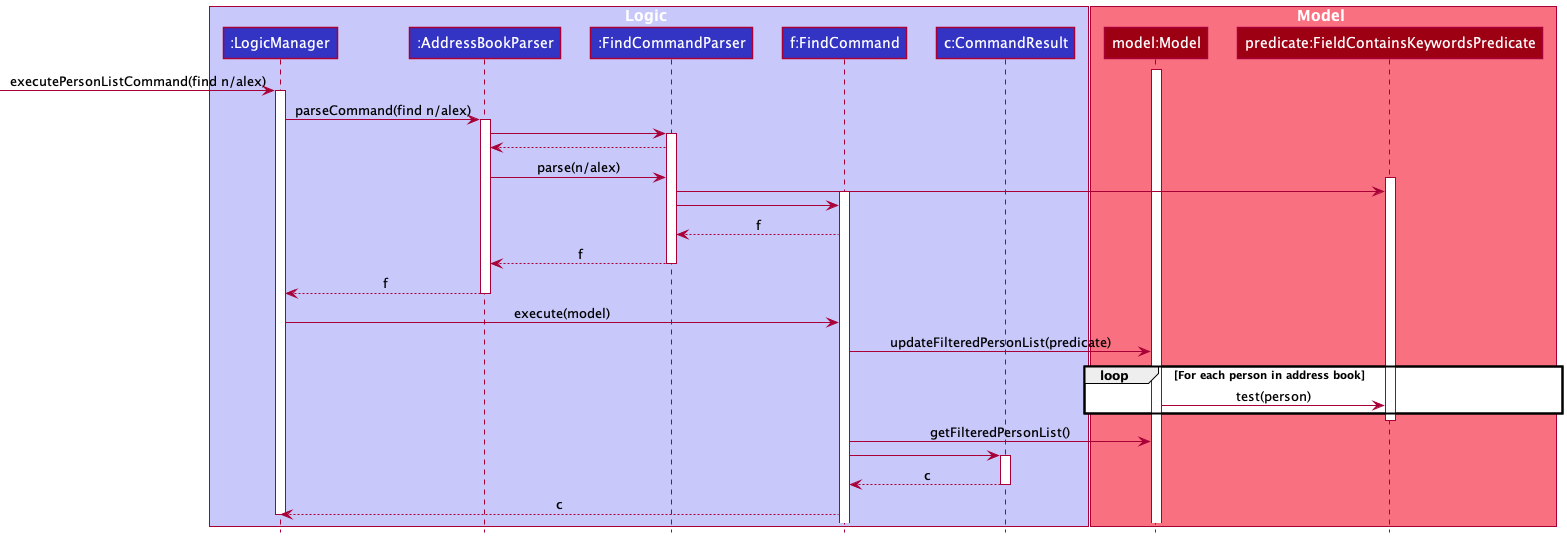 Logic
Model
:LogicManager
:AddressBookParser
:FindCommandParser
f:FindCommand
c:CommandResult
model:Model
predicate:FieldContainsKeywordsPredicate
executePersonListCommand(find n/alex)
parseCommand(find n/alex)
parse(n/alex)
f
f
f
execute(model)
updateFilteredPersonList(predicate)
loop
[For each person in address book]
test(person)
getFilteredPersonList()
c
c